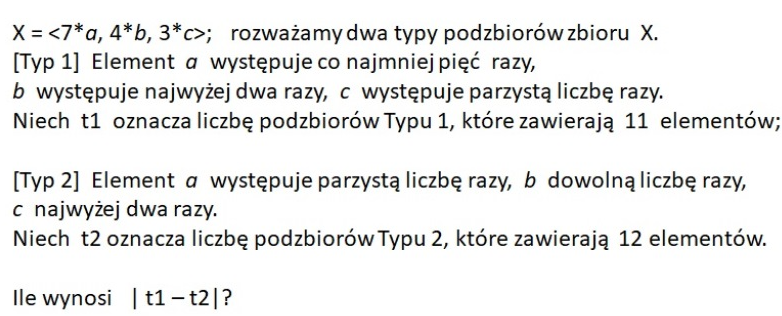 X = <7*a, 4*b, 3*c>; rozważamy dwa typy podzbiorów zbioru X.
[Typ 1] Element a występuje co najmniej pięć razy,
b występuje najwyżej dwa razy, c występuje parzystą liczbę razy.
Niech t1 oznacza liczbę podzbiorów Typu 1, które zawierają 11 elementów;
[Typ 2] Element a występuje parzystą liczbę razy, b dowolną liczbę razy,
c najwyżej dwa razy.
Niech t2 oznacza liczbę podzbiorów Typu 2, które zawierają 12 elementów.
Ile wynosi | t1 – t2|?